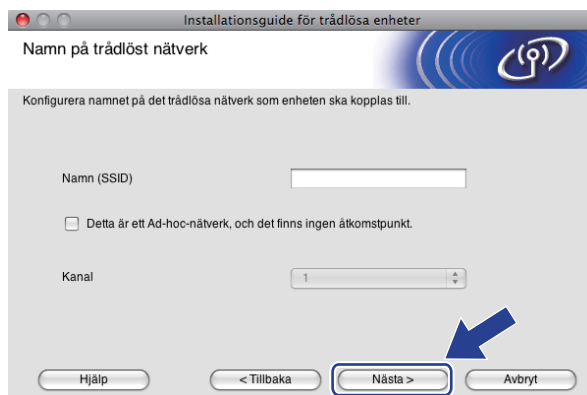 Installationsguide för trådlösa enheter
Namn på trådlöst nätverk
Konfigurera namnet på det trådlösa nätverk som enheten ska kopplas till.
Namn (SSID)
Detta är ett Ad-hoc-nätverk, och det finns ingen åtkomstpunkt.
Kanal
1
Hjälp
< Tillbaka
Nästa >
Avbryt